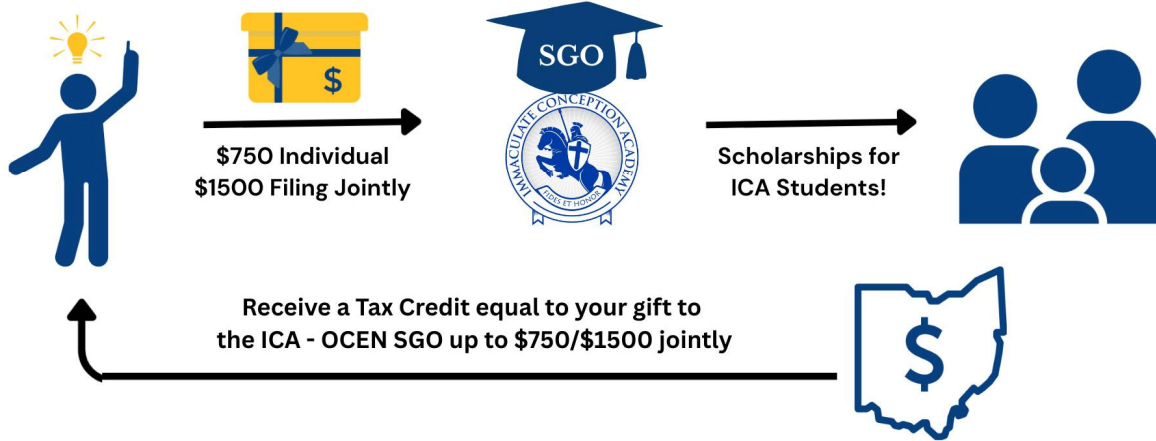 $
SGO
IMMACULATE CONCEPTION ACADEMY
FIDES ET HONOR
$750 Individual
$1500 Filing Jointly
Scholarships for
ICA Students!
Receive a Tax Credit equal to your gift to
the ICA - OCEN SGO up to $750/$1500 jointly
$